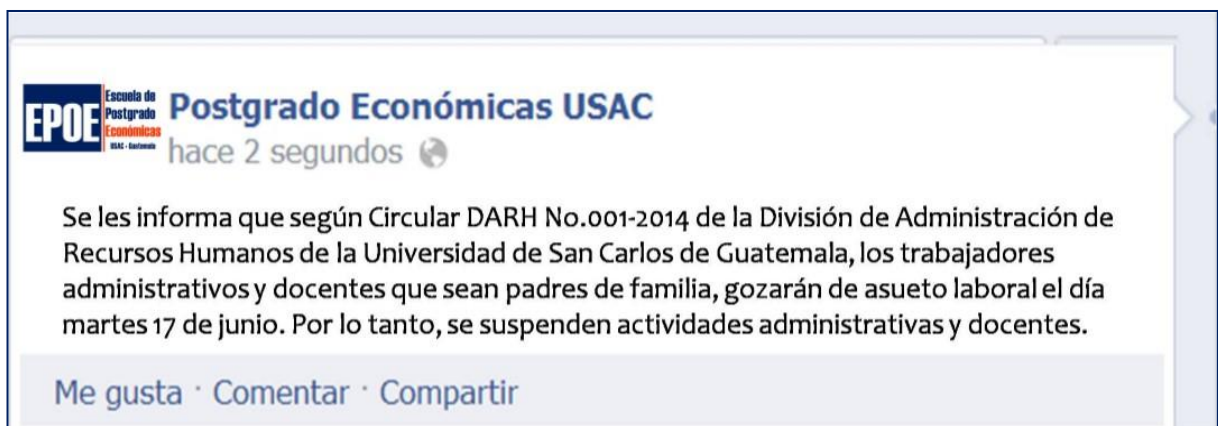 EPOE
Escuela de
Postgrado
Económicas
USAC - Guatemala
Postgrado Económicas USAC
hace 2 segundos
Se les informa que según Circular DARH No.001-2014 de la División de Administración de
Recursos Humanos de la Universidad de San Carlos de Guatemala, los trabajadores
administrativos y docentes que sean padres de familia, gozarán de asueto laboral el día
martes 17 de junio. Por lo tanto, se suspenden actividades administrativas y docentes.
Me gusta · Comentar · Compartir